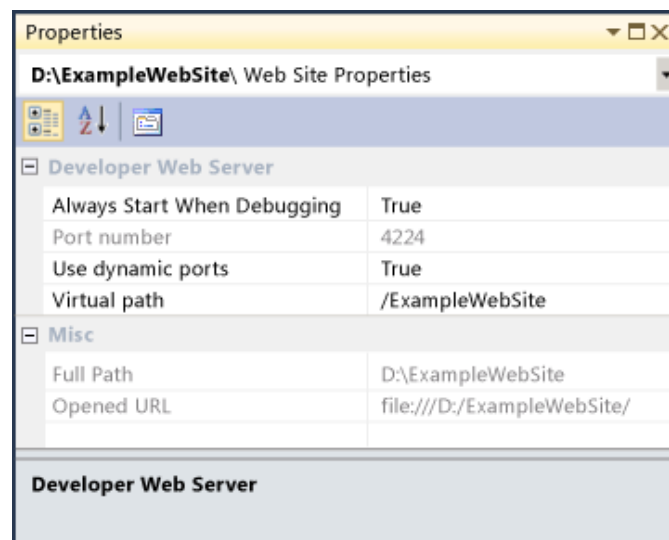 Properties
D:\ExampleWebSite\ Web Site Properties
Developer Web Server
Always Start When Debugging True
Port number 4224
Use dynamic ports True
Virtual path /ExampleWebSite
Misc
Full Path D:\ExampleWebSite
Opened URL file:///D:/ExampleWebSite/
Developer Web Server